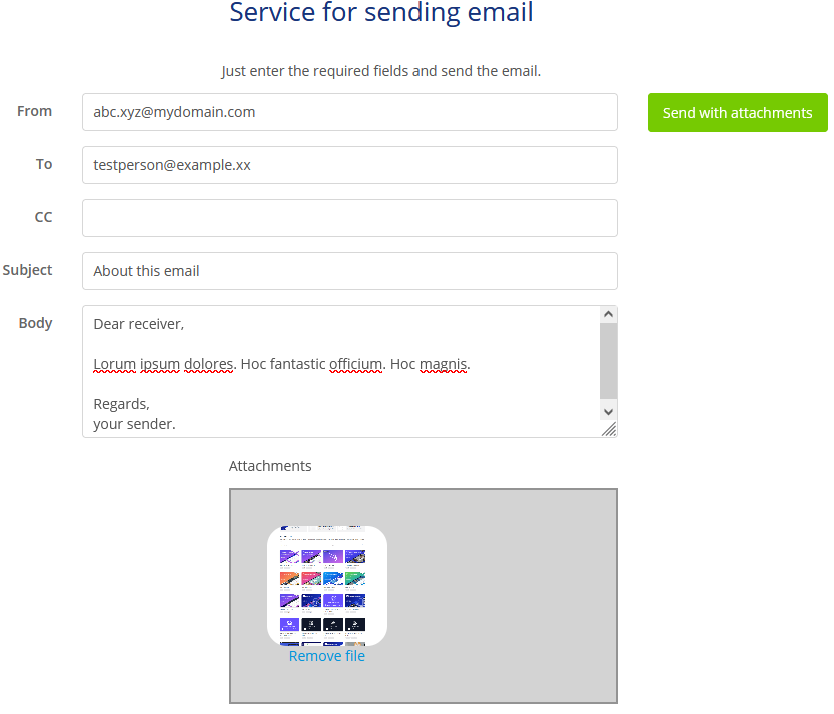 Service for sending email
Just enter the required fields and send the email.
From
abc.xyz@mydomain.com
Send with attachments
To
testperson@example.xx
CC
Subject
About this email
Body
Dear receiver,
Lorum ipsum dolores. Hoc fantastic officium. Hoc magnis.
Regards,
your sender.
Attachments
Remove file